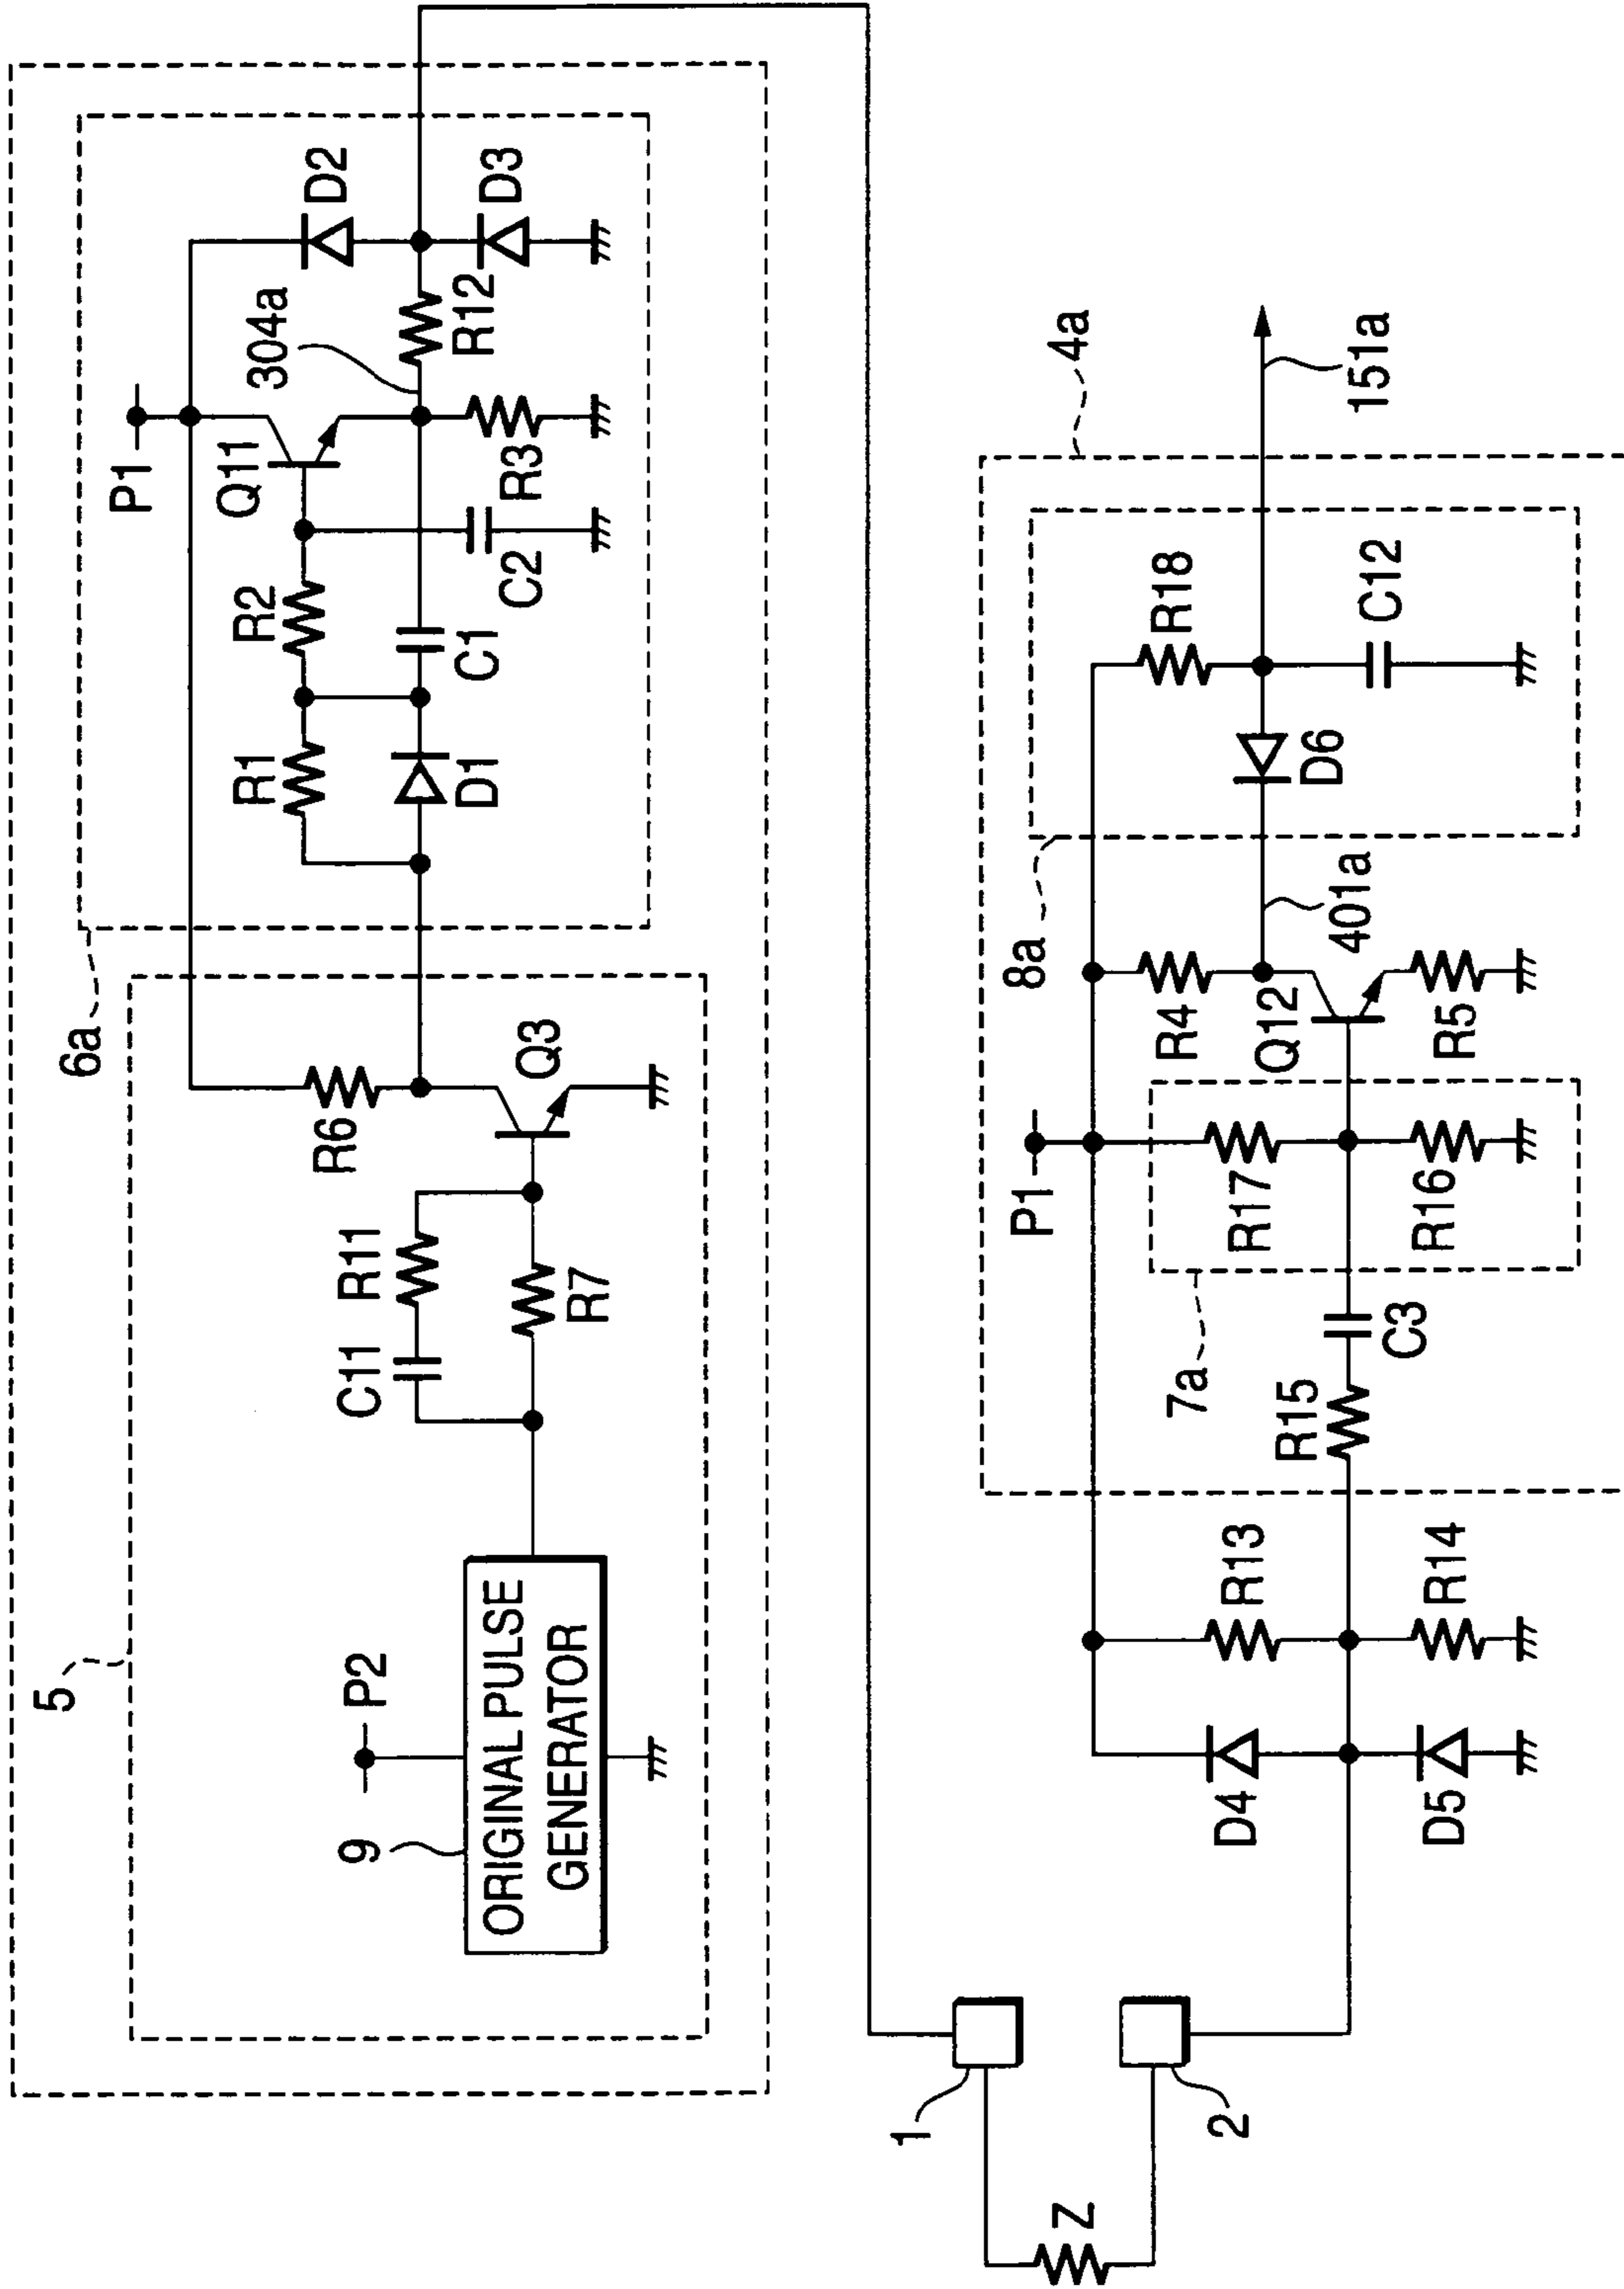 5
9
P2
ORIGINAL PULSE
GENERATOR
C11
R11
R7
R6
Q3
6a
P1
R1
R2
Q11
304a
D1
C1
C2
R3
R12
D2
D3
1
2
Z
D4
D5
R13
R14
4a
R15
C3
7a
P1
R17
R16
R4
Q12
R5
8a
401a
D6
R18
C12
151a